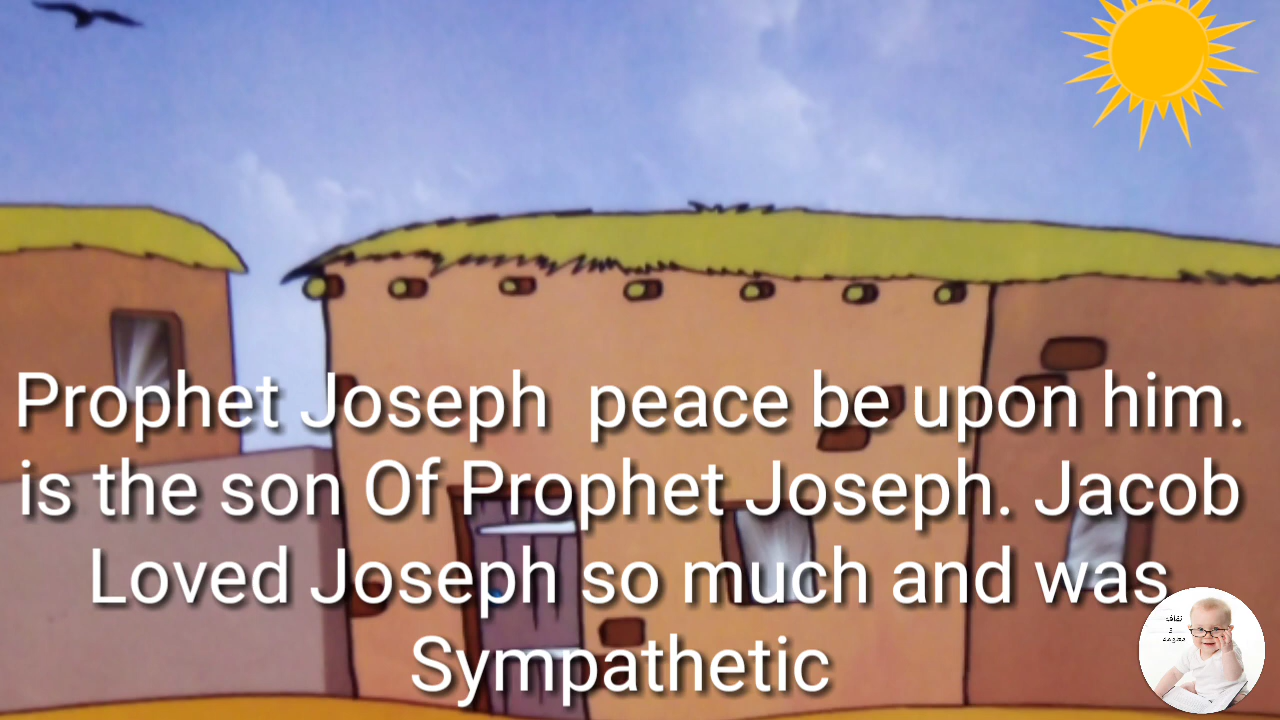 Prophet Joseph  peace be upon him.
is the son Of Prophet Joseph. Jacob
Loved Joseph so much and was
Sympathetic
ثقافة
و